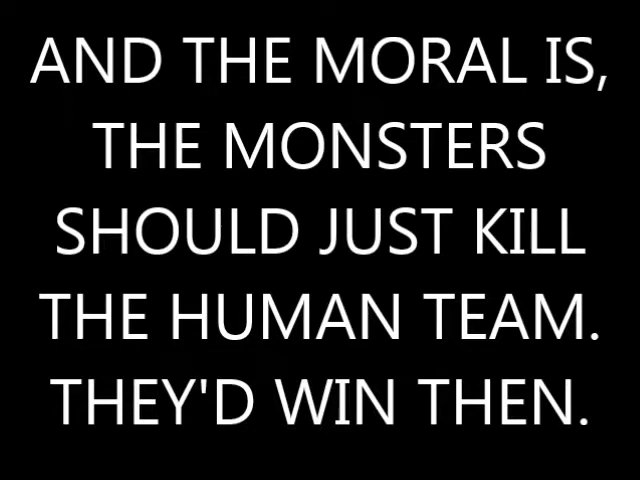 AND THE MORAL IS,
THE MONSTERS
SHOULD JUST KILL
THE HUMAN TEAM.
THEY'D WIN THEN.